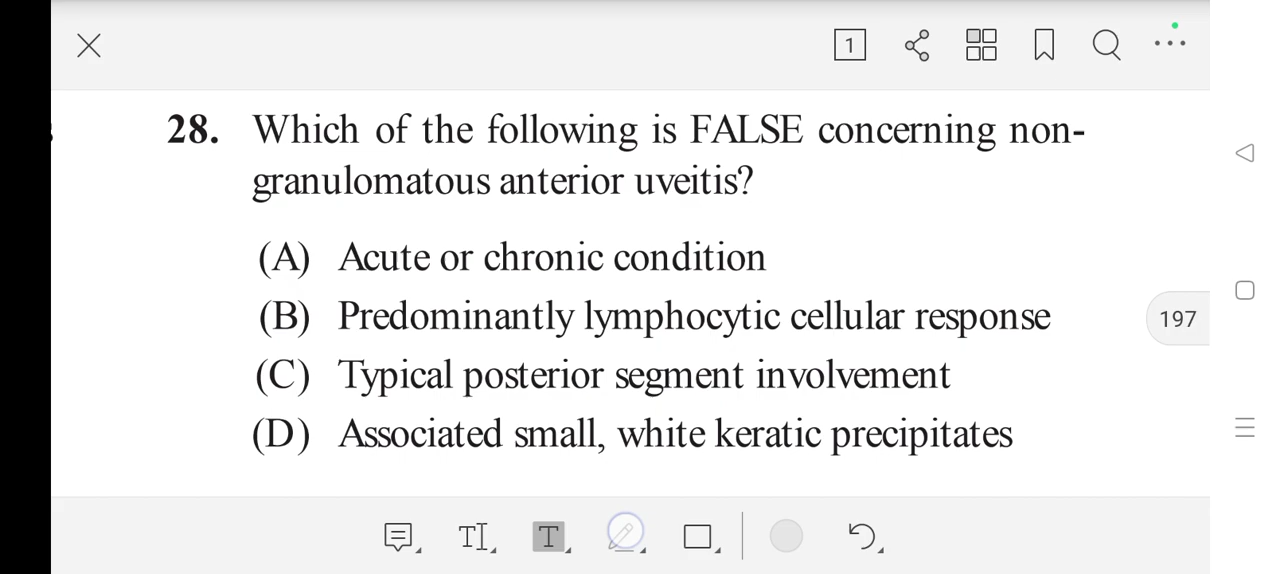 1
28. Which of the following is FALSE concerning non-
granulomatous anterior uveitis?
(A) Acute or chronic condition
(B) Predominantly lymphocytic cellular response
197
(C) Typical posterior segment involvement
(D) Associated small, white keratic precipitates
T
T